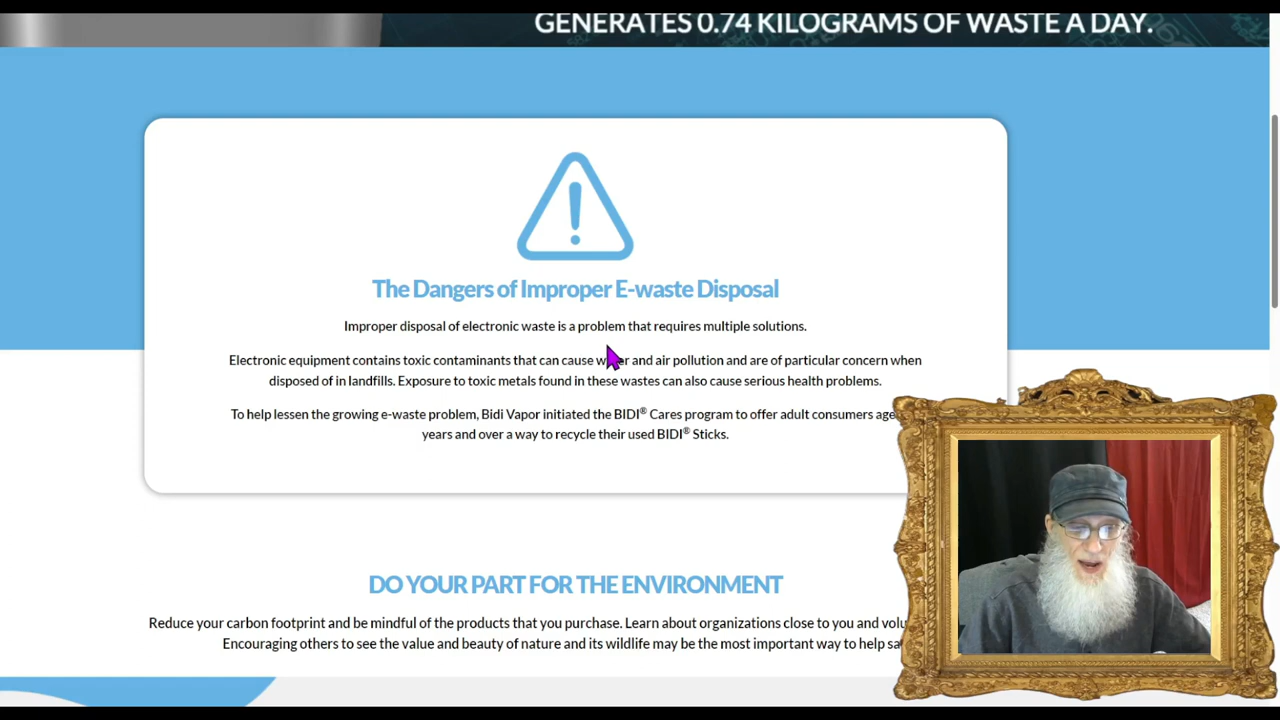 GENERATES 0.74 KILOGRAMS OF WASTE A DAY.
The Dangers of Improper E-waste Disposal
Improper disposal of electronic waste is a problem that requires multiple solutions.
Electronic equipment contains toxic contaminants that can cause and air pollution and are of particular concern when
disposed of in landfills. Exposure to toxic metals found in these wastes can also cause serious health problems.
To help lessen the growing e-waste problem, Bidi Vapor initiated the BIDI® Cares program to offer adult consumers
years and over a way to recycle their used BIDI® Sticks.
DO YOUR PART FOR THE ENVIRONMENT
Reduce your carbon footprint and be mindful of the products that you purchase. Learn about organizations close to you and
Encouraging others to see the value and beauty of nature and its wildlife may be the most important way to help